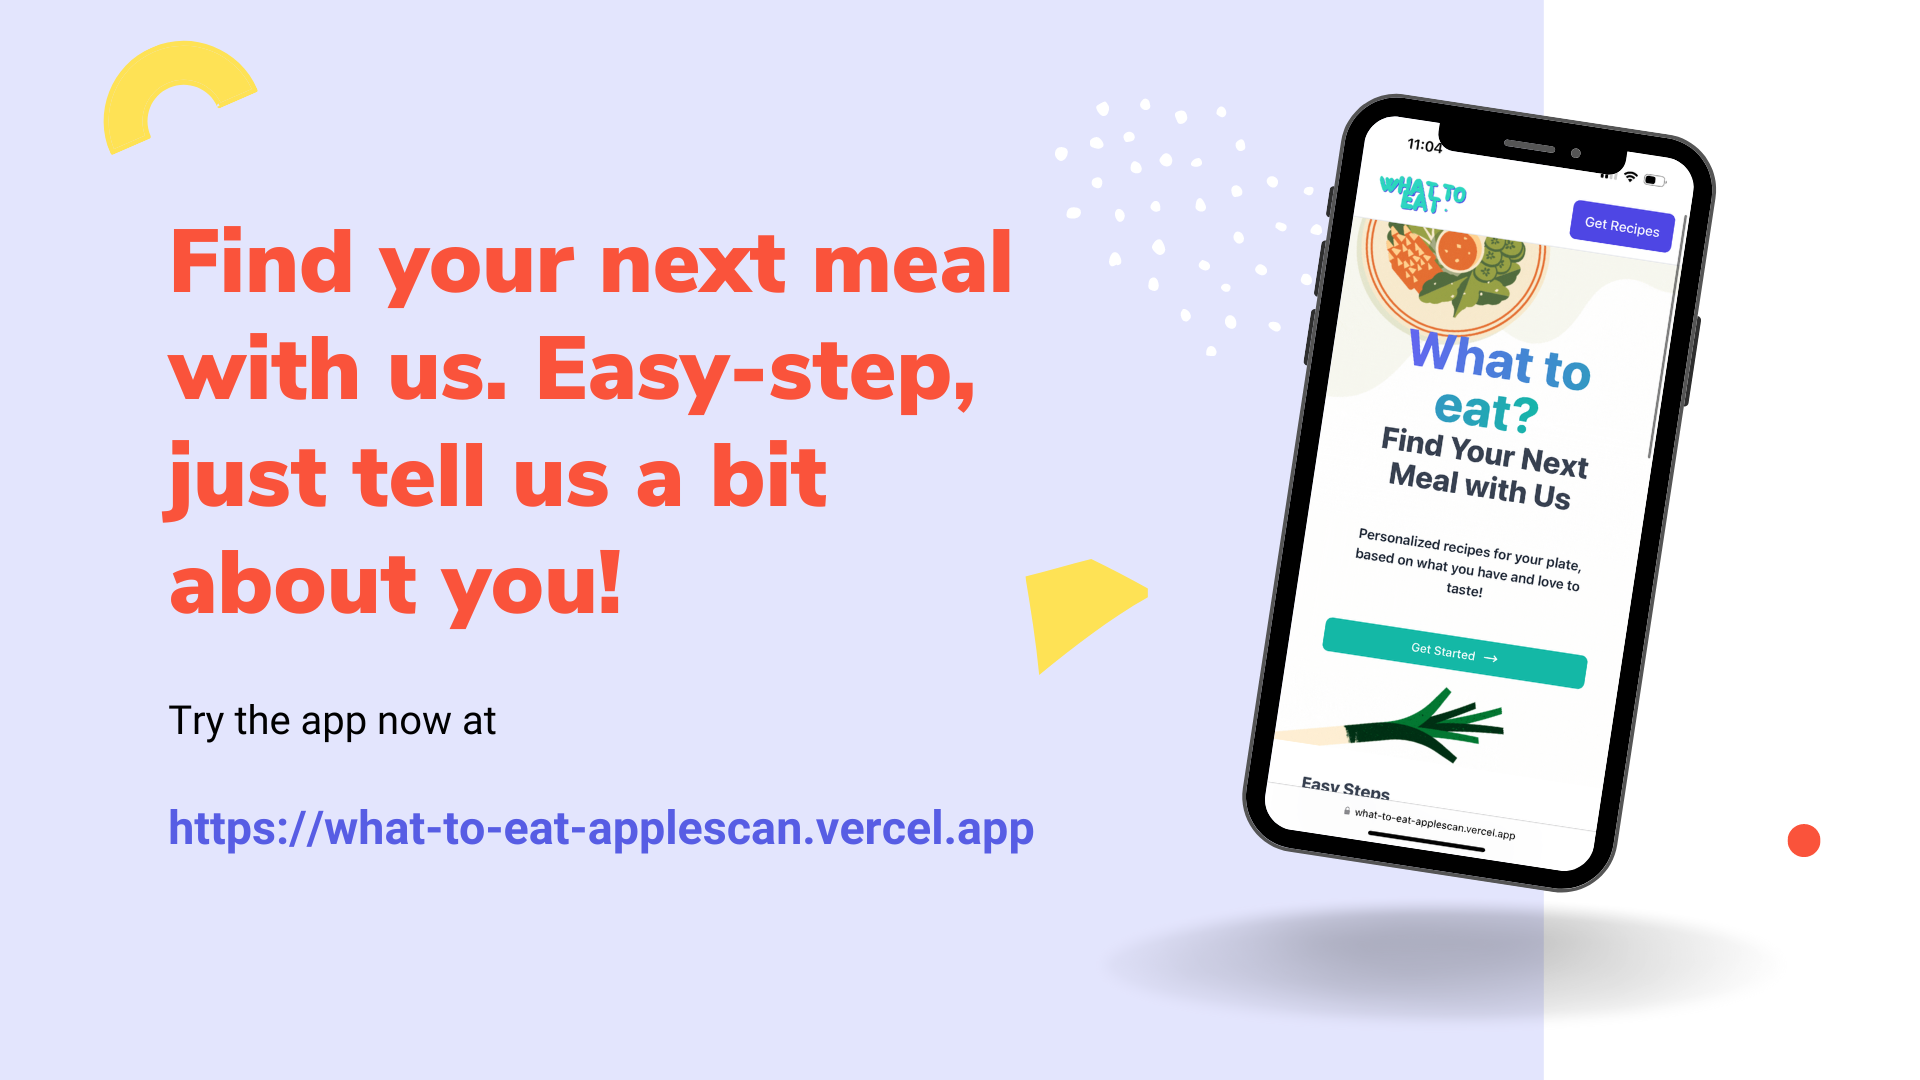 Find your next meal
with us. Easy-step,
just tell us a bit
about you!
Try the app now at
https://what-to-eat-applescan.vercel.app
11:04
WHAT TO
EAT
Get Recipes
What to
eat?
Find Your Next
Meal with Us
Personalized recipes for your plate,
based on what you have and love to
taste!
Get Started →
Easy Steps
what-to-eat-applescan.vercel.app